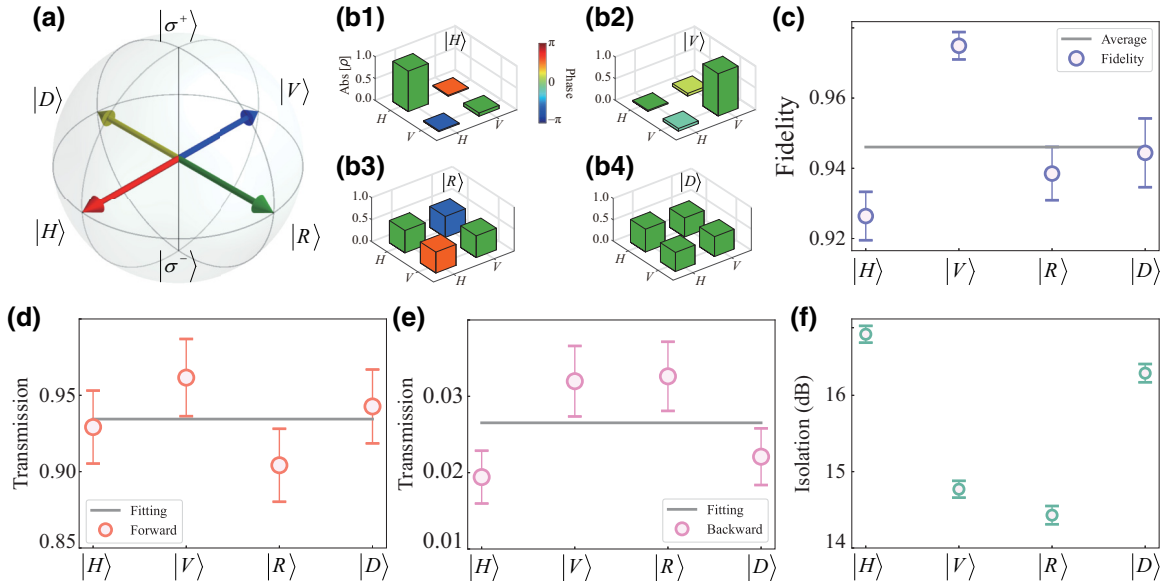 (a)
|σ⁺⟩
|D⟩
|V⟩
|H⟩
|R⟩
|σ⁻⟩
(b1)
|H⟩
Abs [ρ]
1.0
0.5
0.0
H
V
H
V
π
0
−π
Phase
(b2)
|V⟩
1.0
0.5
0.0
H
V
H
V
(b3)
|R⟩
1.0
0.5
0.0
H
V
H
V
(b4)
|D⟩
1.0
0.5
0.0
H
V
H
V
(c)
Fidelity
0.96
0.94
0.92
Average
Fidelity
|H⟩ |V⟩ |R⟩ |D⟩
(d)
Transmission
0.95
0.90
0.85
Fitting
Forward
|H⟩ |V⟩ |R⟩ |D⟩
(e)
Transmission
0.03
0.02
0.01
Fitting
Backward
|H⟩ |V⟩ |R⟩ |D⟩
(f)
Isolation (dB)
16
14
14
|H⟩ |V⟩ |R⟩ |D⟩